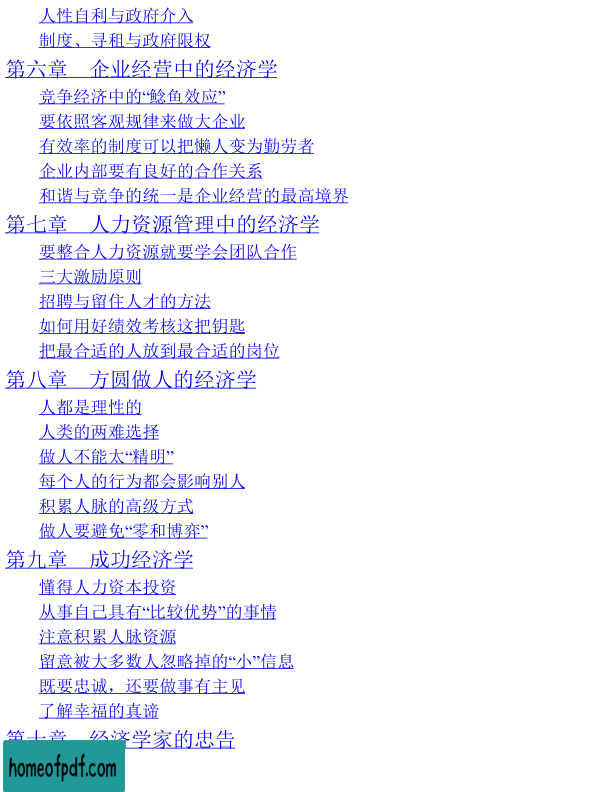 人性自利与政府介入
制度、寻租与政府限权
第六章　企业经营中的经济学
竞争经济中的“鲶鱼效应”
要依照客观规律来做大企业
有效率的制度可以把懒人变为勤劳者
企业内部要有良好的合作关系
和谐与竞争的统一是企业经营的最高境界
第七章　人力资源管理中的经济学
要整合人力资源就要学会团队合作
三大激励原则
招聘与留住人才的方法
如何用好绩效考核这把钥匙
把最合适的人放到最合适的岗位
第八章　方圆做人的经济学
人都是理性的
人类的两难选择
做人不能太“精明”
每个人的行为都会影响别人
积累人脉的高级方式
做人要避免“零和博弈”
第九章　成功经济学
懂得人力资本投资
从事自己具有“比较优势”的事情
注意积累人脉资源
留意被大多数人忽略掉的“小”信息
既要忠诚，还要做事有主见
了解幸福的真谛
第十章　经济学家的忠告
homeofpdf.com